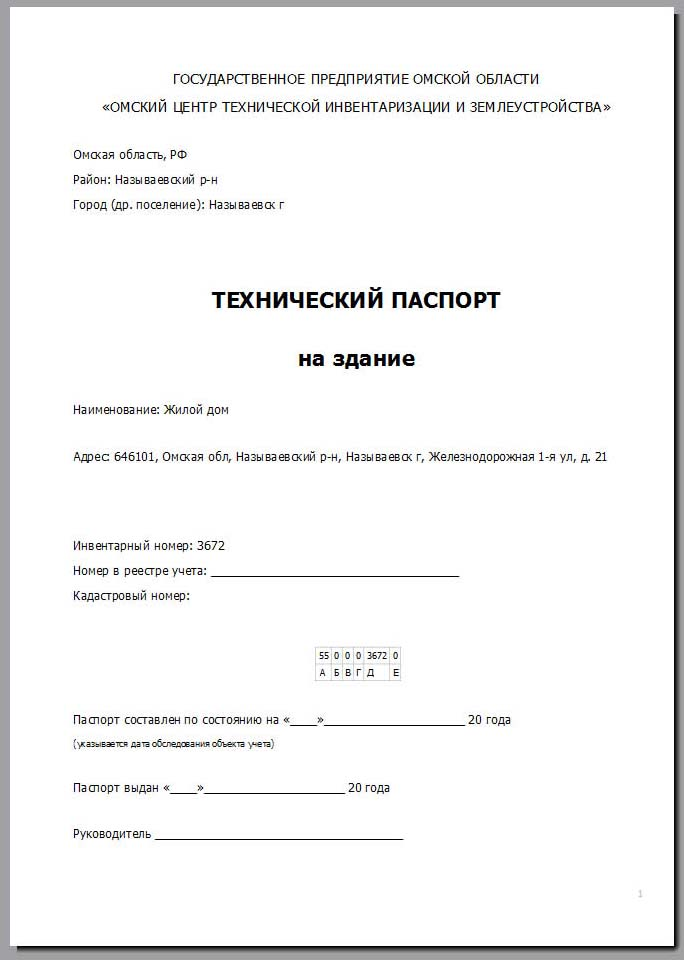 ГОСУДАРСТВЕННОЕ ПРЕДПРИЯТИЕ ОМСКОЙ ОБЛАСТИ
«ОМСКИЙ ЦЕНТР ТЕХНИЧЕСКОЙ ИНВЕНТАРИЗАЦИИ И ЗЕМЛЕУСТРОЙСТВА»
Омская область, РФ
Район: Называевский р-н
Город (др. поселение): Называевск г
ТЕХНИЧЕСКИЙ ПАСПОРТ
на здание
Наименование: Жилой дом
Адрес: 646101, Омская обл, Называевский р-н, Называевск г, Железнодорожная 1-я ул, д. 21
Инвентарный номер: 3672
Номер в реестре учета: ____________________________________
Кадастровый номер:
55 0 0 0 3672 0
А Б В Г Д Е
Паспорт составлен по состоянию на «____»____________________ 20 года
(указывается дата обследования объекта учета)
Паспорт выдан «____»____________________ 20 года
Руководитель ____________________________________
1